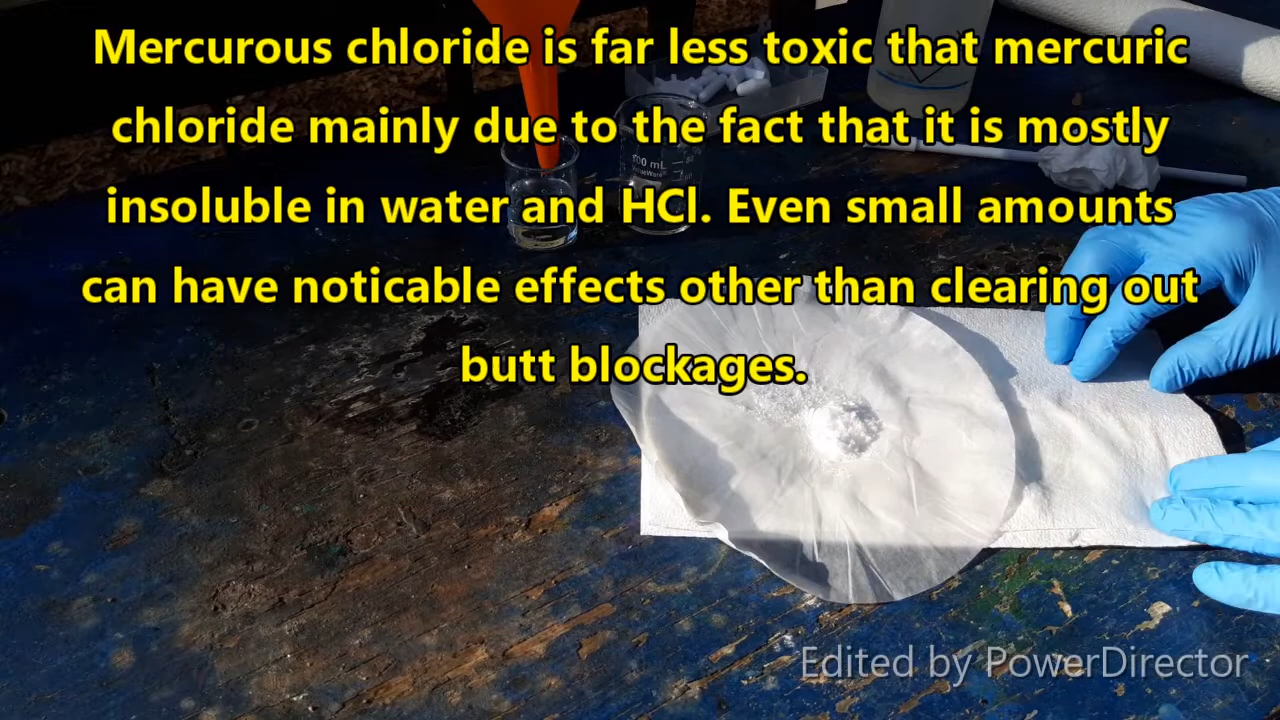 Mercurous chloride is far less toxic that mercuric
chloride mainly due to the fact that it is mostly
insoluble in water and HCl. Even small amounts
can have noticable effects other than clearing out
butt blockages.
Edited by PowerDirector